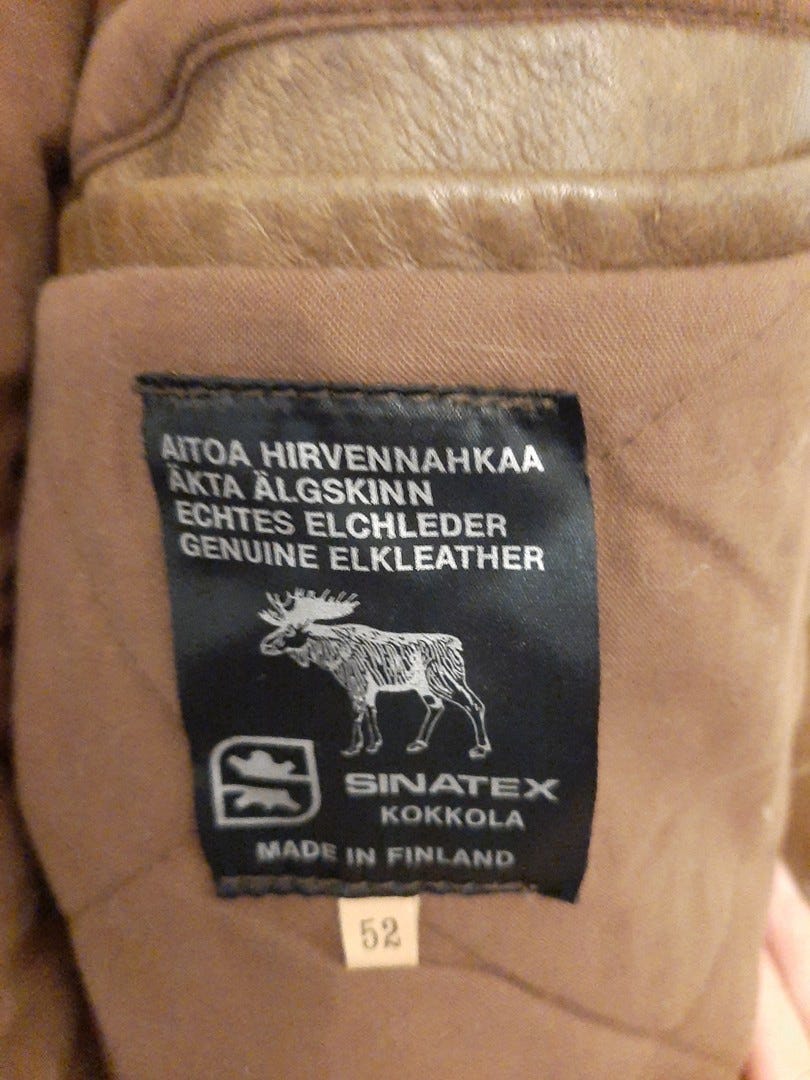 AITOA HIRVENNAHKAA
ÄKTA ÄLGSKINN
ECHTES ELCHLEDER
GENUINE ELKLEATHER
SINATEX
KOKKOLA
MADE IN FINLAND
52